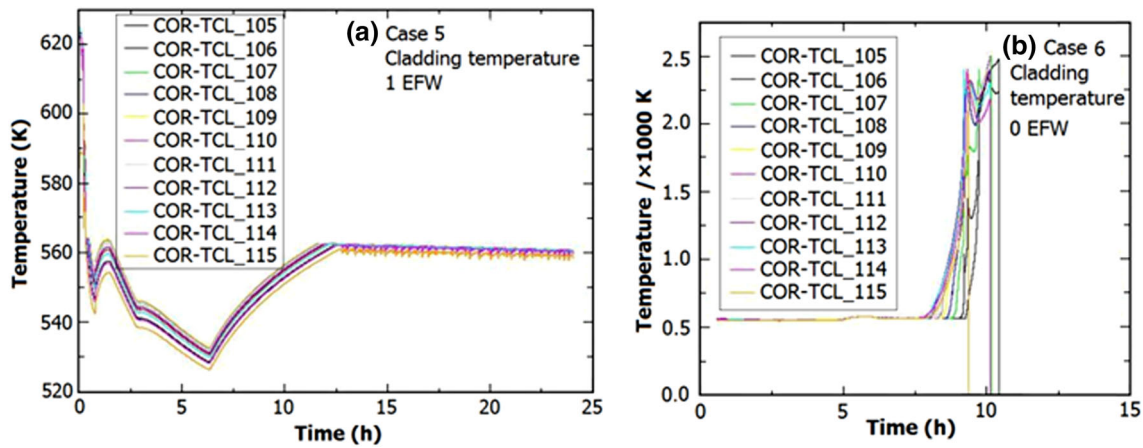 (a) Case 5
Cladding temperature
1 EFW
COR-TCL_105
COR-TCL_106
COR-TCL_107
COR-TCL_108
COR-TCL_109
COR-TCL_110
COR-TCL_111
COR-TCL_112
COR-TCL_113
COR-TCL_114
COR-TCL_115
Temperature (K)
620
600
580
560
540
520
0
5
10
15
20
25
Time (h)
(b) Case 6
Cladding
temperature
0 EFW
COR-TCL_105
COR-TCL_106
COR-TCL_107
COR-TCL_108
COR-TCL_109
COR-TCL_110
COR-TCL_111
COR-TCL_112
COR-TCL_113
COR-TCL_114
COR-TCL_115
Temperature /×1000 K
2.5
2.0
1.5
1.0
0.5
0.0
0
5
10
15
Time (h)